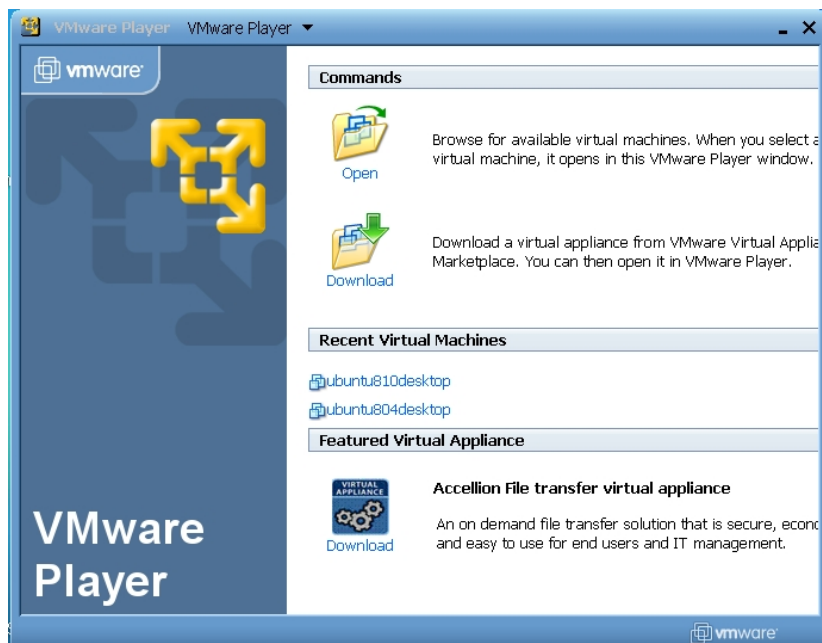 VMware Player VMware Player
vmware
Commands
Open
Browse for available virtual machines. When you select a
virtual machine, it opens in this VMware Player window.
Download
Download a virtual appliance from VMware Virtual Applia
Marketplace. You can then open it in VMware Player.
Recent Virtual Machines
ubuntu810desktop
ubuntu804desktop
Featured Virtual Appliance
VIRTUAL
APPLIANCE
Download
Accellion File transfer virtual appliance
An on demand file transfer solution that is secure, econo
and easy to use for end users and IT management.
VMware
Player
vmware